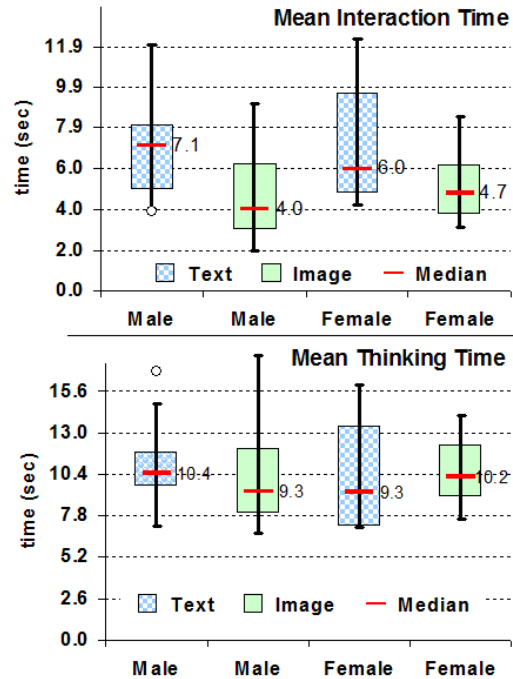 Mean Interaction Time
11.9
9.9
7.9
6.0
4.0
2.0
0.0
time (sec)
7.1
4.0
6.0
4.7
Text Image Median
Male Male Female Female
Mean Thinking Time
15.6
13.0
10.4
7.8
5.2
2.6
0.0
time (sec)
10.4
9.3
9.3
10.2
Text Image Median
Male Male Female Female